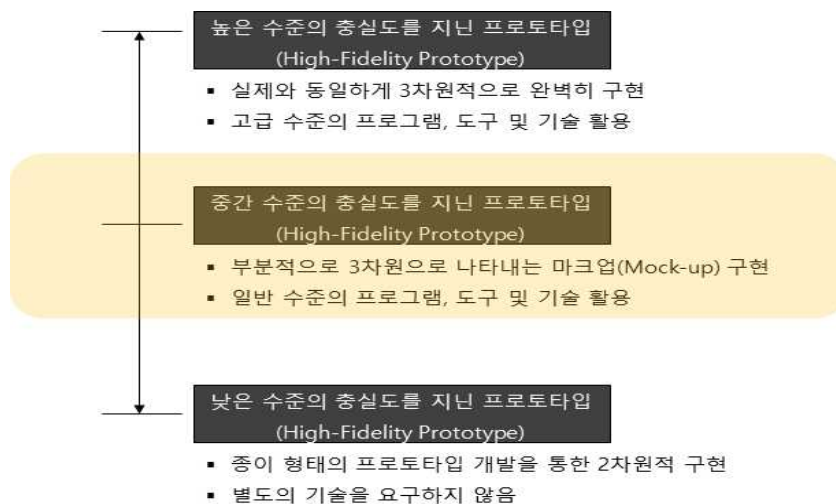 높은 수준의 충실도를 지닌 프로토타입
(High-Fidelity Prototype)
▪ 실제와 동일하게 3차원적으로 완벽히 구현
▪ 고급 수준의 프로그램, 도구 및 기술 활용
중간 수준의 충실도를 지닌 프로토타입
(High-Fidelity Prototype)
▪ 부분적으로 3차원으로 나타내는 마크업(Mock-up) 구현
▪ 일반 수준의 프로그램, 도구 및 기술 활용
낮은 수준의 충실도를 지닌 프로토타입
(High-Fidelity Prototype)
▪ 종이 형태의 프로토타입 개발을 통한 2차원적 구현
▪ 별도의 기술을 요구하지 않음